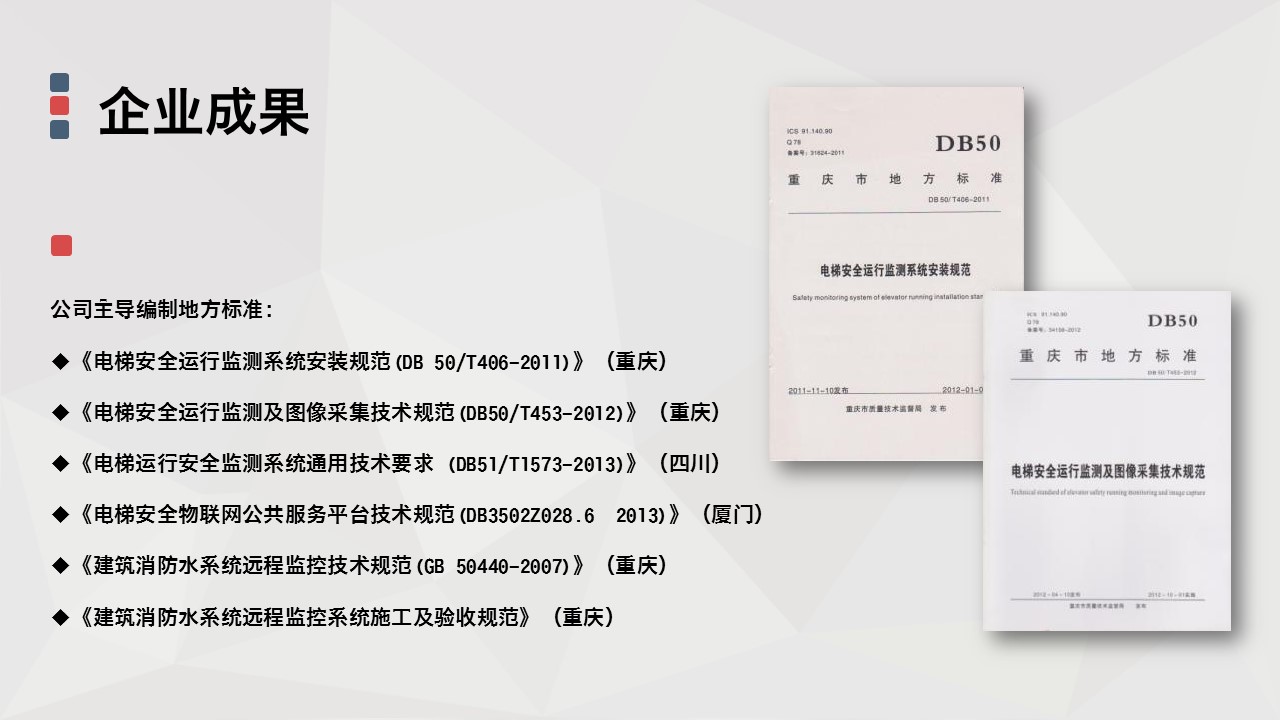 企业成果
公司主导编制地方标准:
◆《电梯安全运行监测系统安装规范(DB 50/T406-2011)》（重庆）
◆《电梯安全运行监测及图像采集技术规范(DB50/T453-2012)》（重庆）
◆《电梯运行安全监测系统通用技术要求 (DB51/T1573-2013)》（四川）
◆《电梯安全物联网公共服务平台技术规范(DB3502Z028.6  2013)》（厦门）
◆《建筑消防水系统远程监控技术规范(GB 50440-2007)》（重庆）
◆《建筑消防水系统远程监控系统施工及验收规范》（重庆）
ICS 91.140.90
Q 78
备案号: 31624-2011
DB50
重庆市地方标准
DB 50/T406-2011
电梯安全运行监测系统安装规范
Safety monitoring system of elevator running installation
2011-11-10发布
2012-01-0
重庆市质量技术监督局 发布
ICS 91.140.90
Q 78
备案号: 34158-2012
DB50
重庆市地方标准
DB 50/T453-2012
电梯安全运行监测及图像采集技术规范
Technical standard of elevator safety running monitoring and image capture
2012-04-10发布
2012-10-01实施
重庆市质量技术监督局 发布